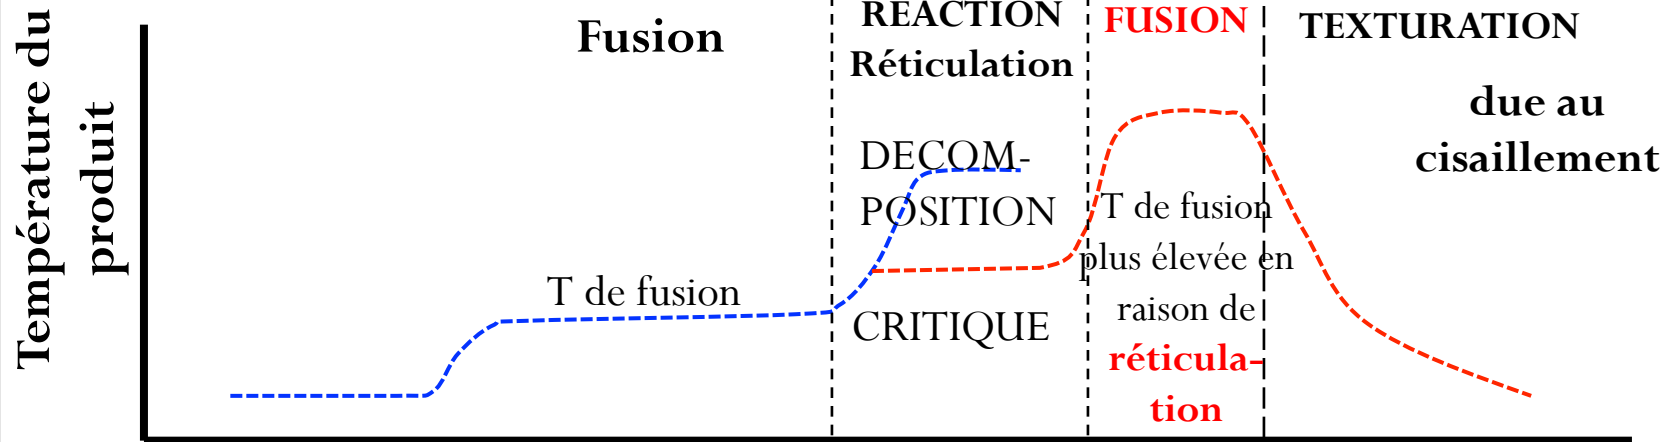 Température du
produit
Fusion
REACTION
Réticulation
FUSION
TEXTURATION
due au
cisaillement
DECOM-
POSITION
T de fusion
CRITIQUE
T de fusion
plus élevée en
raison de
réticula-
tion